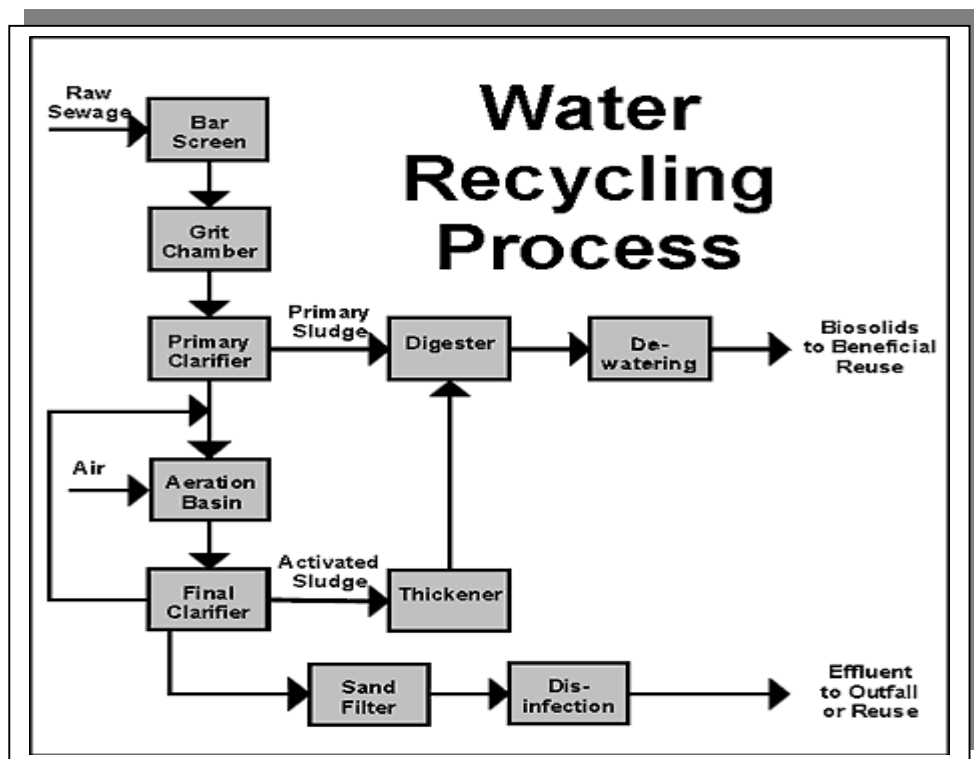 Water
Recycling
Process
Raw
Sewage
Bar
Screen
Grit
Chamber
Primary
Clarifier
Primary
Sludge
Digester
De-
watering
Biosolids
to Beneficial
Reuse
Air
Aeration
Basin
Final
Clarifier
Activated
Sludge
Thickener
Sand
Filter
Dis-
infection
Effluent
to Outfall
or Reuse